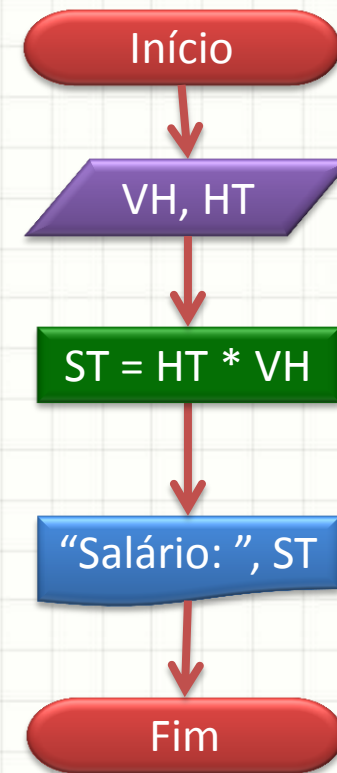 Início
VH, HT
ST = HT * VH
“Salário: ”, ST
Fim